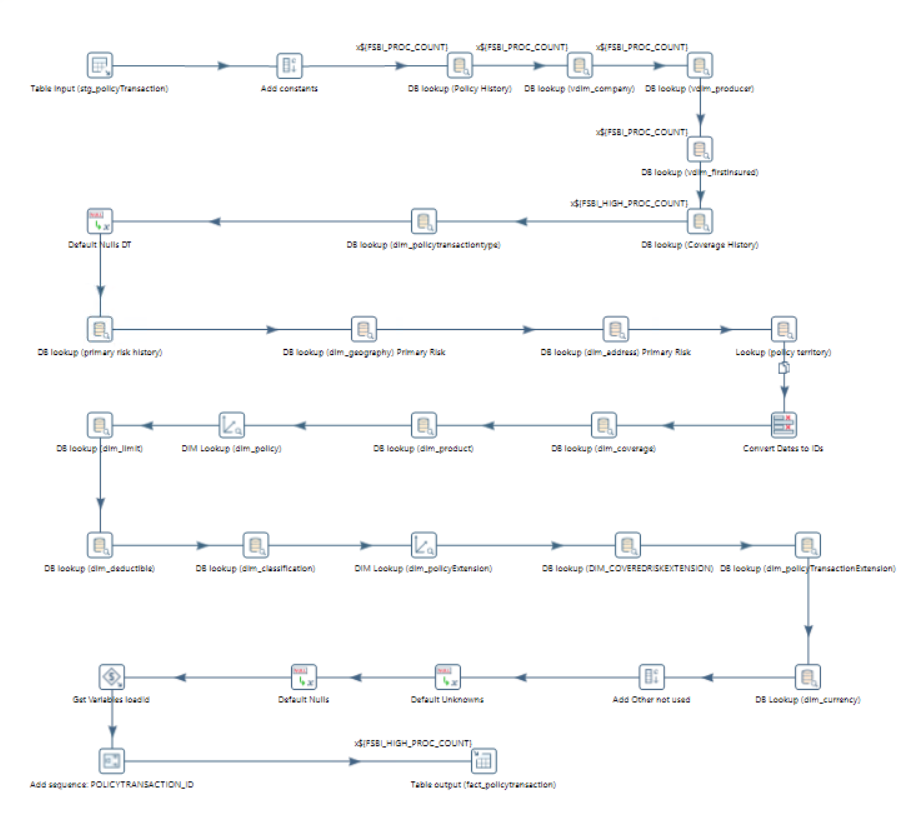 x${FSBI_PROC_COUNT} x${FSBI_PROC_COUNT} x${FSBI_PROC_COUNT}
Table Input (stg_policyTransaction) Add constants DB lookup (Policy History) DB lookup (vdim_company) DB lookup (vdim_producer)
x${FSBI_PROC_COUNT}
DB lookup (vdim_firstInsured)
x${FSBI_HIGH_PROC_COUNT}
Default Nulls DT DB lookup (dim_policytransactiontype) DB lookup (Coverage History)
DB lookup (primary risk history) DB lookup (dim_geography) Primary Risk DB lookup (dim_address) Primary Risk Lookup (policy territory)
DB lookup (dim_limit) DIM Lookup (dim_policy) DB lookup (dim_product) DB lookup (dim_coverage) Convert Dates to IDs
DB lookup (dim_deductible) DB lookup (dim_classification) DIM Lookup (dim_policyExtension) DB lookup (DIM_COVEREDRISKEXTENSION) DB lookup (dim_policyTransactionExtension)
Get Variables loadId Default Nulls Default Unknowns Add Other not used DB Lookup (dim_currency)
x${FSBI_HIGH_PROC_COUNT}
Add sequence: POLICYTRANSACTION_ID Table output (fact_policytransaction)